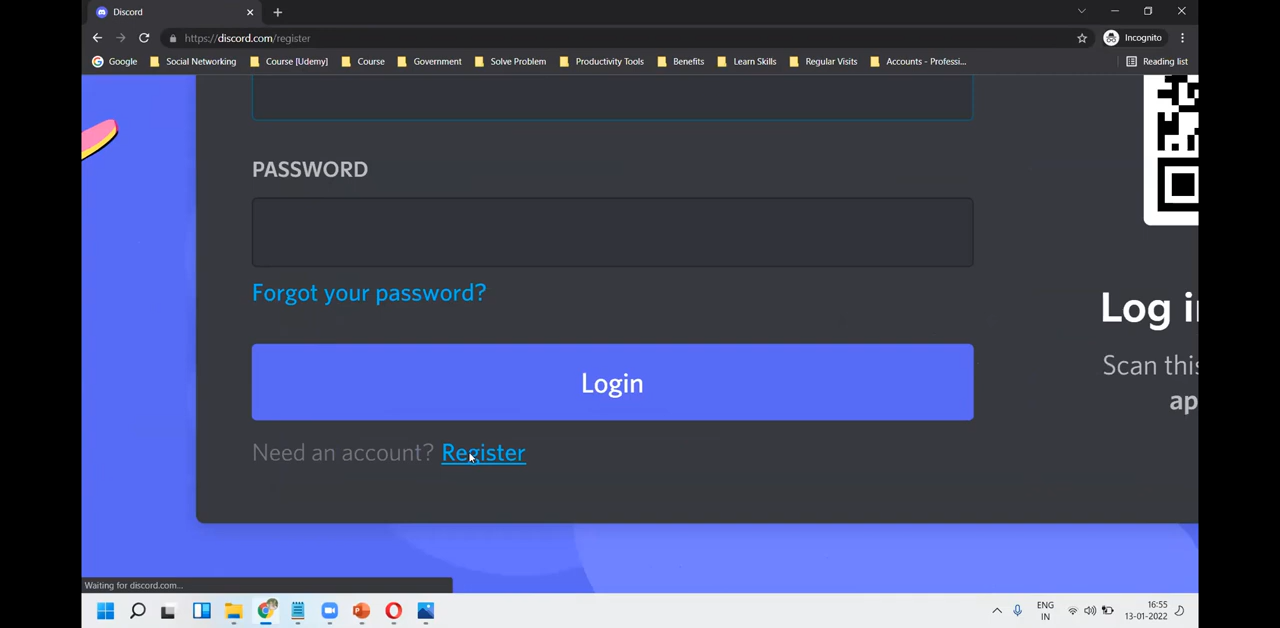 Discord
https://discord.com/register
Incognito
Google Social Networking Course [Udemy] Course Government Solve Problem Productivity Tools Benefits Learn Skills Regular Visits Accounts - Professi... Reading list
PASSWORD
Forgot your password?
Login
Need an account? Register
Log i
Scan this
ap
Waiting for discord.com...
ENG
IN
16:55
13-01-2022